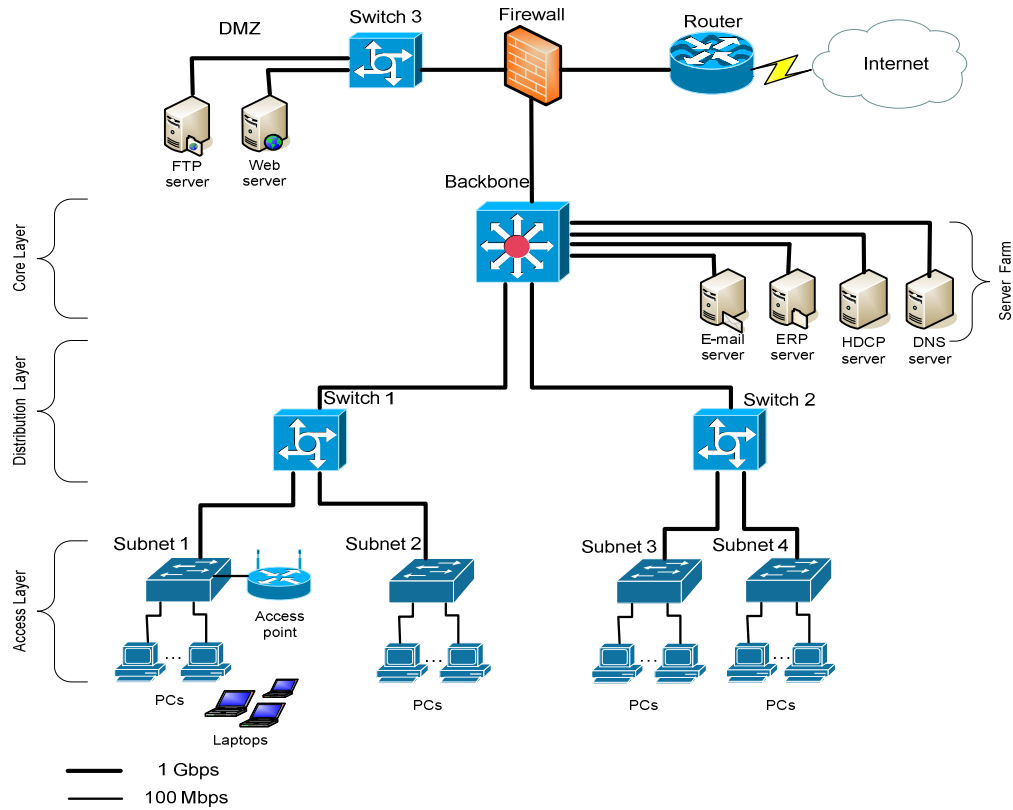 DMZ
Switch 3
Firewall
Router
Internet
FTP
server
Web
server
Backbone
Core Layer
Server Farm
E-mail
server
ERP
server
HDCP
server
DNS
server
Distribution Layer
Switch 1
Switch 2
Access Layer
Subnet 1
Subnet 2
Subnet 3
Subnet 4
Access
point
...
...
...
...
PCs
PCs
PCs
PCs
Laptops
1 Gbps
100 Mbps